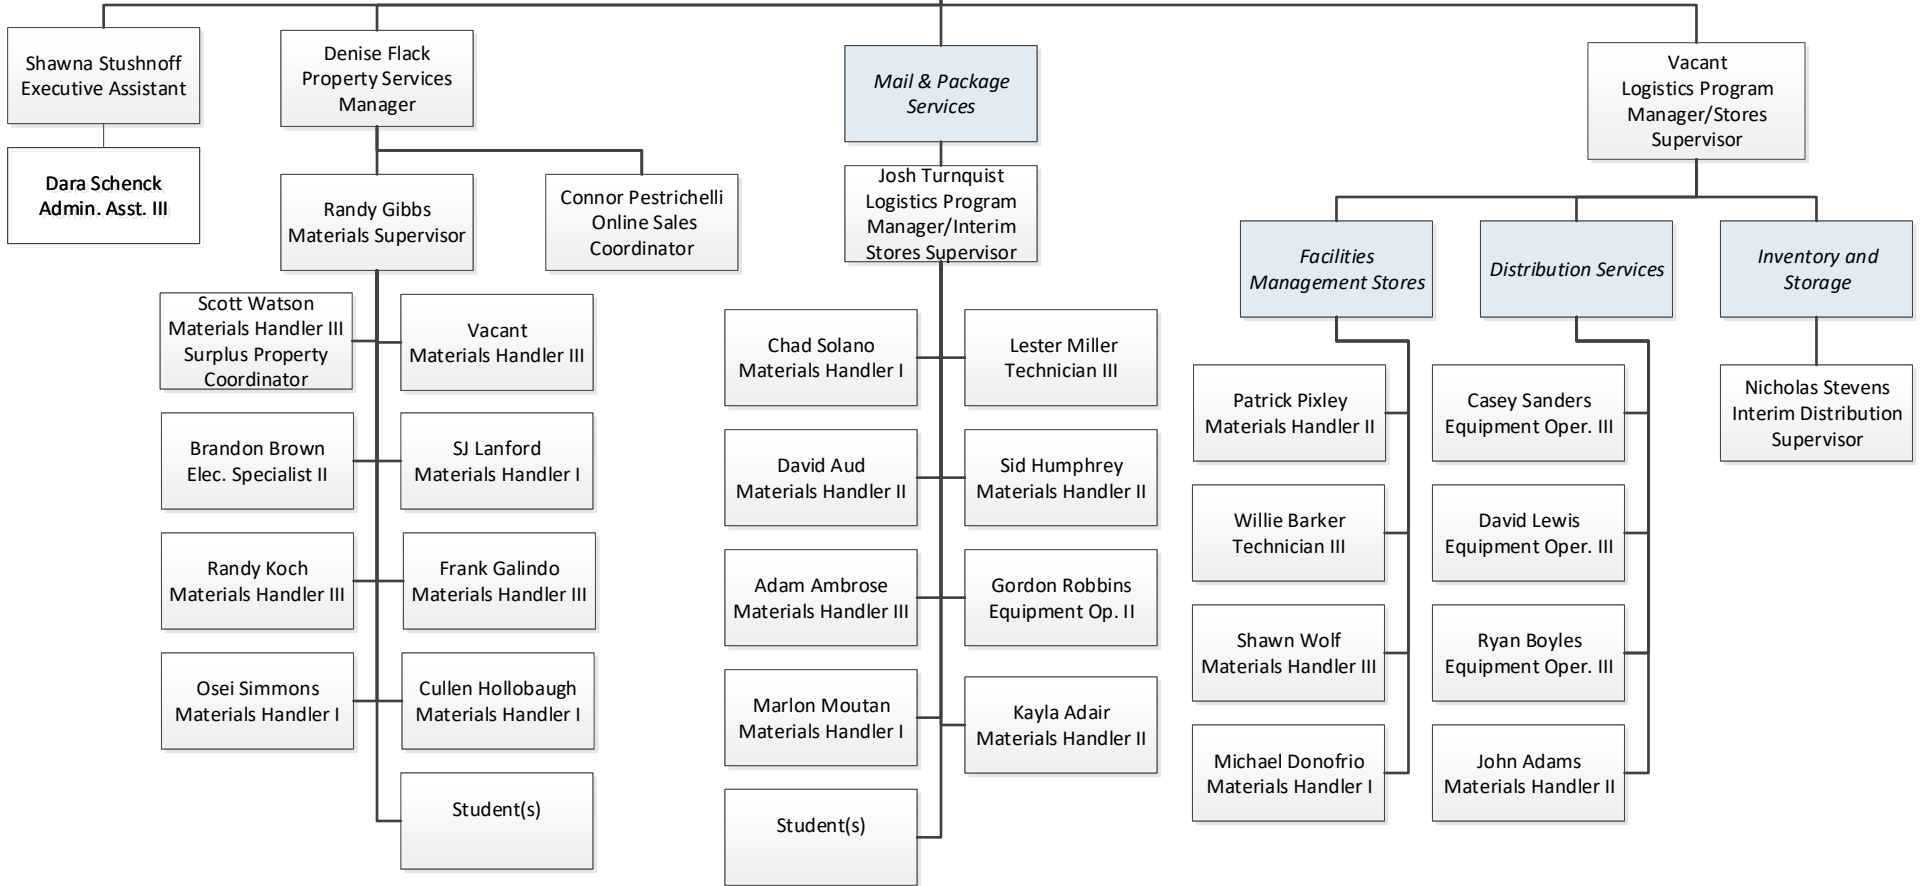 Shawna Stushnoff
Executive Assistant
Dara Schenck
Admin. Asst. III
Denise Flack
Property Services
Manager
Randy Gibbs
Materials Supervisor
Connor Pestrichelli
Online Sales
Coordinator
Scott Watson
Materials Handler III
Surplus Property
Coordinator
Vacant
Materials Handler III
Brandon Brown
Elec. Specialist II
SJ Lanford
Materials Handler I
Randy Koch
Materials Handler III
Frank Galindo
Materials Handler III
Osei Simmons
Materials Handler I
Cullen Hollobaugh
Materials Handler I
Student(s)
Mail & Package
Services
Josh Turnquist
Logistics Program
Manager/Interim
Stores Supervisor
Chad Solano
Materials Handler I
Lester Miller
Technician III
David Aud
Materials Handler II
Sid Humphrey
Materials Handler II
Adam Ambrose
Materials Handler III
Gordon Robbins
Equipment Op. II
Marlon Moutan
Materials Handler I
Kayla Adair
Materials Handler II
Student(s)
Vacant
Logistics Program
Manager/Stores
Supervisor
Facilities
Management Stores
Patrick Pixley
Materials Handler II
Willie Barker
Technician III
Shawn Wolf
Materials Handler III
Michael Donofrio
Materials Handler I
Distribution Services
Casey Sanders
Equipment Oper. III
David Lewis
Equipment Oper. III
Ryan Boyles
Equipment Oper. III
John Adams
Materials Handler II
Inventory and
Storage
Nicholas Stevens
Interim Distribution
Supervisor